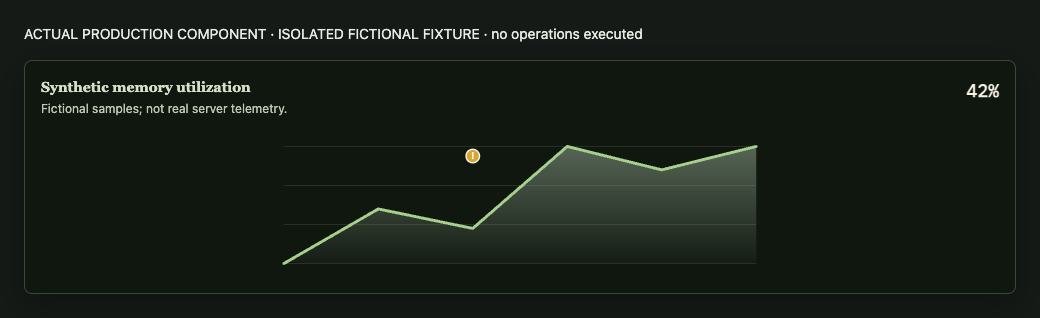 ACTUAL PRODUCTION COMPONENT · ISOLATED FICTIONAL FIXTURE · no operations executed
Synthetic memory utilization
42%
Fictional samples; not real server telemetry.
!